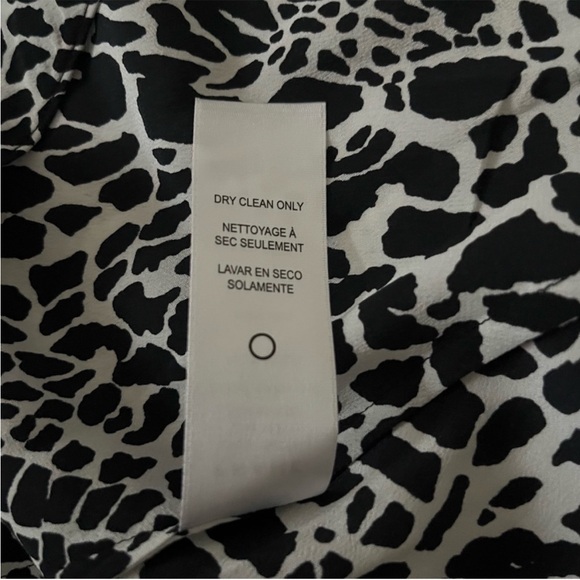 DRY CLEAN ONLY
NETTOYAGE À
SEC SEULEMENT
LAVAR EN SECO
SOLAMENTE